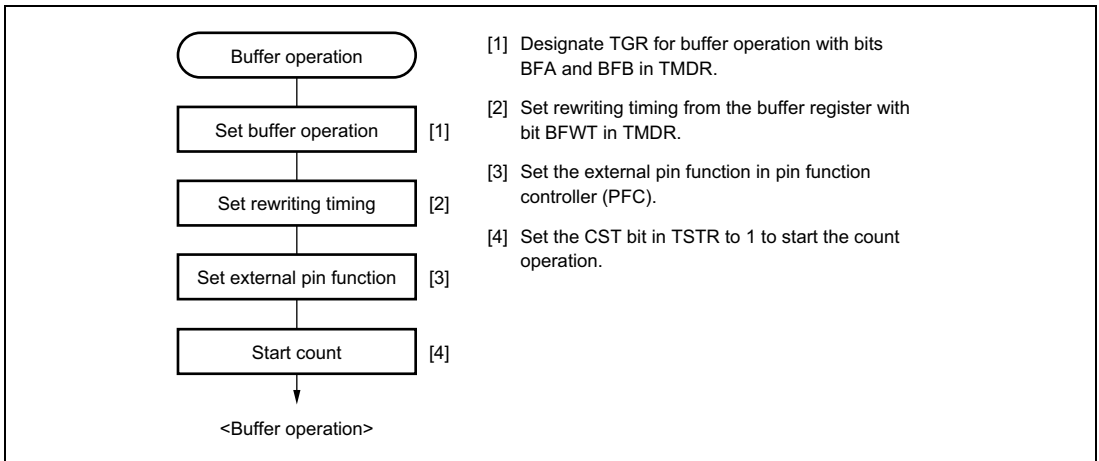 Buffer operation
Set buffer operation
[1]
Set rewriting timing
[2]
Set external pin function
[3]
Start count
[4]
<Buffer operation>
[1] Designate TGR for buffer operation with bits
BFA and BFB in TMDR.
[2] Set rewriting timing from the buffer register with
bit BFWT in TMDR.
[3] Set the external pin function in pin function
controller (PFC).
[4] Set the CST bit in TSTR to 1 to start the count
operation.